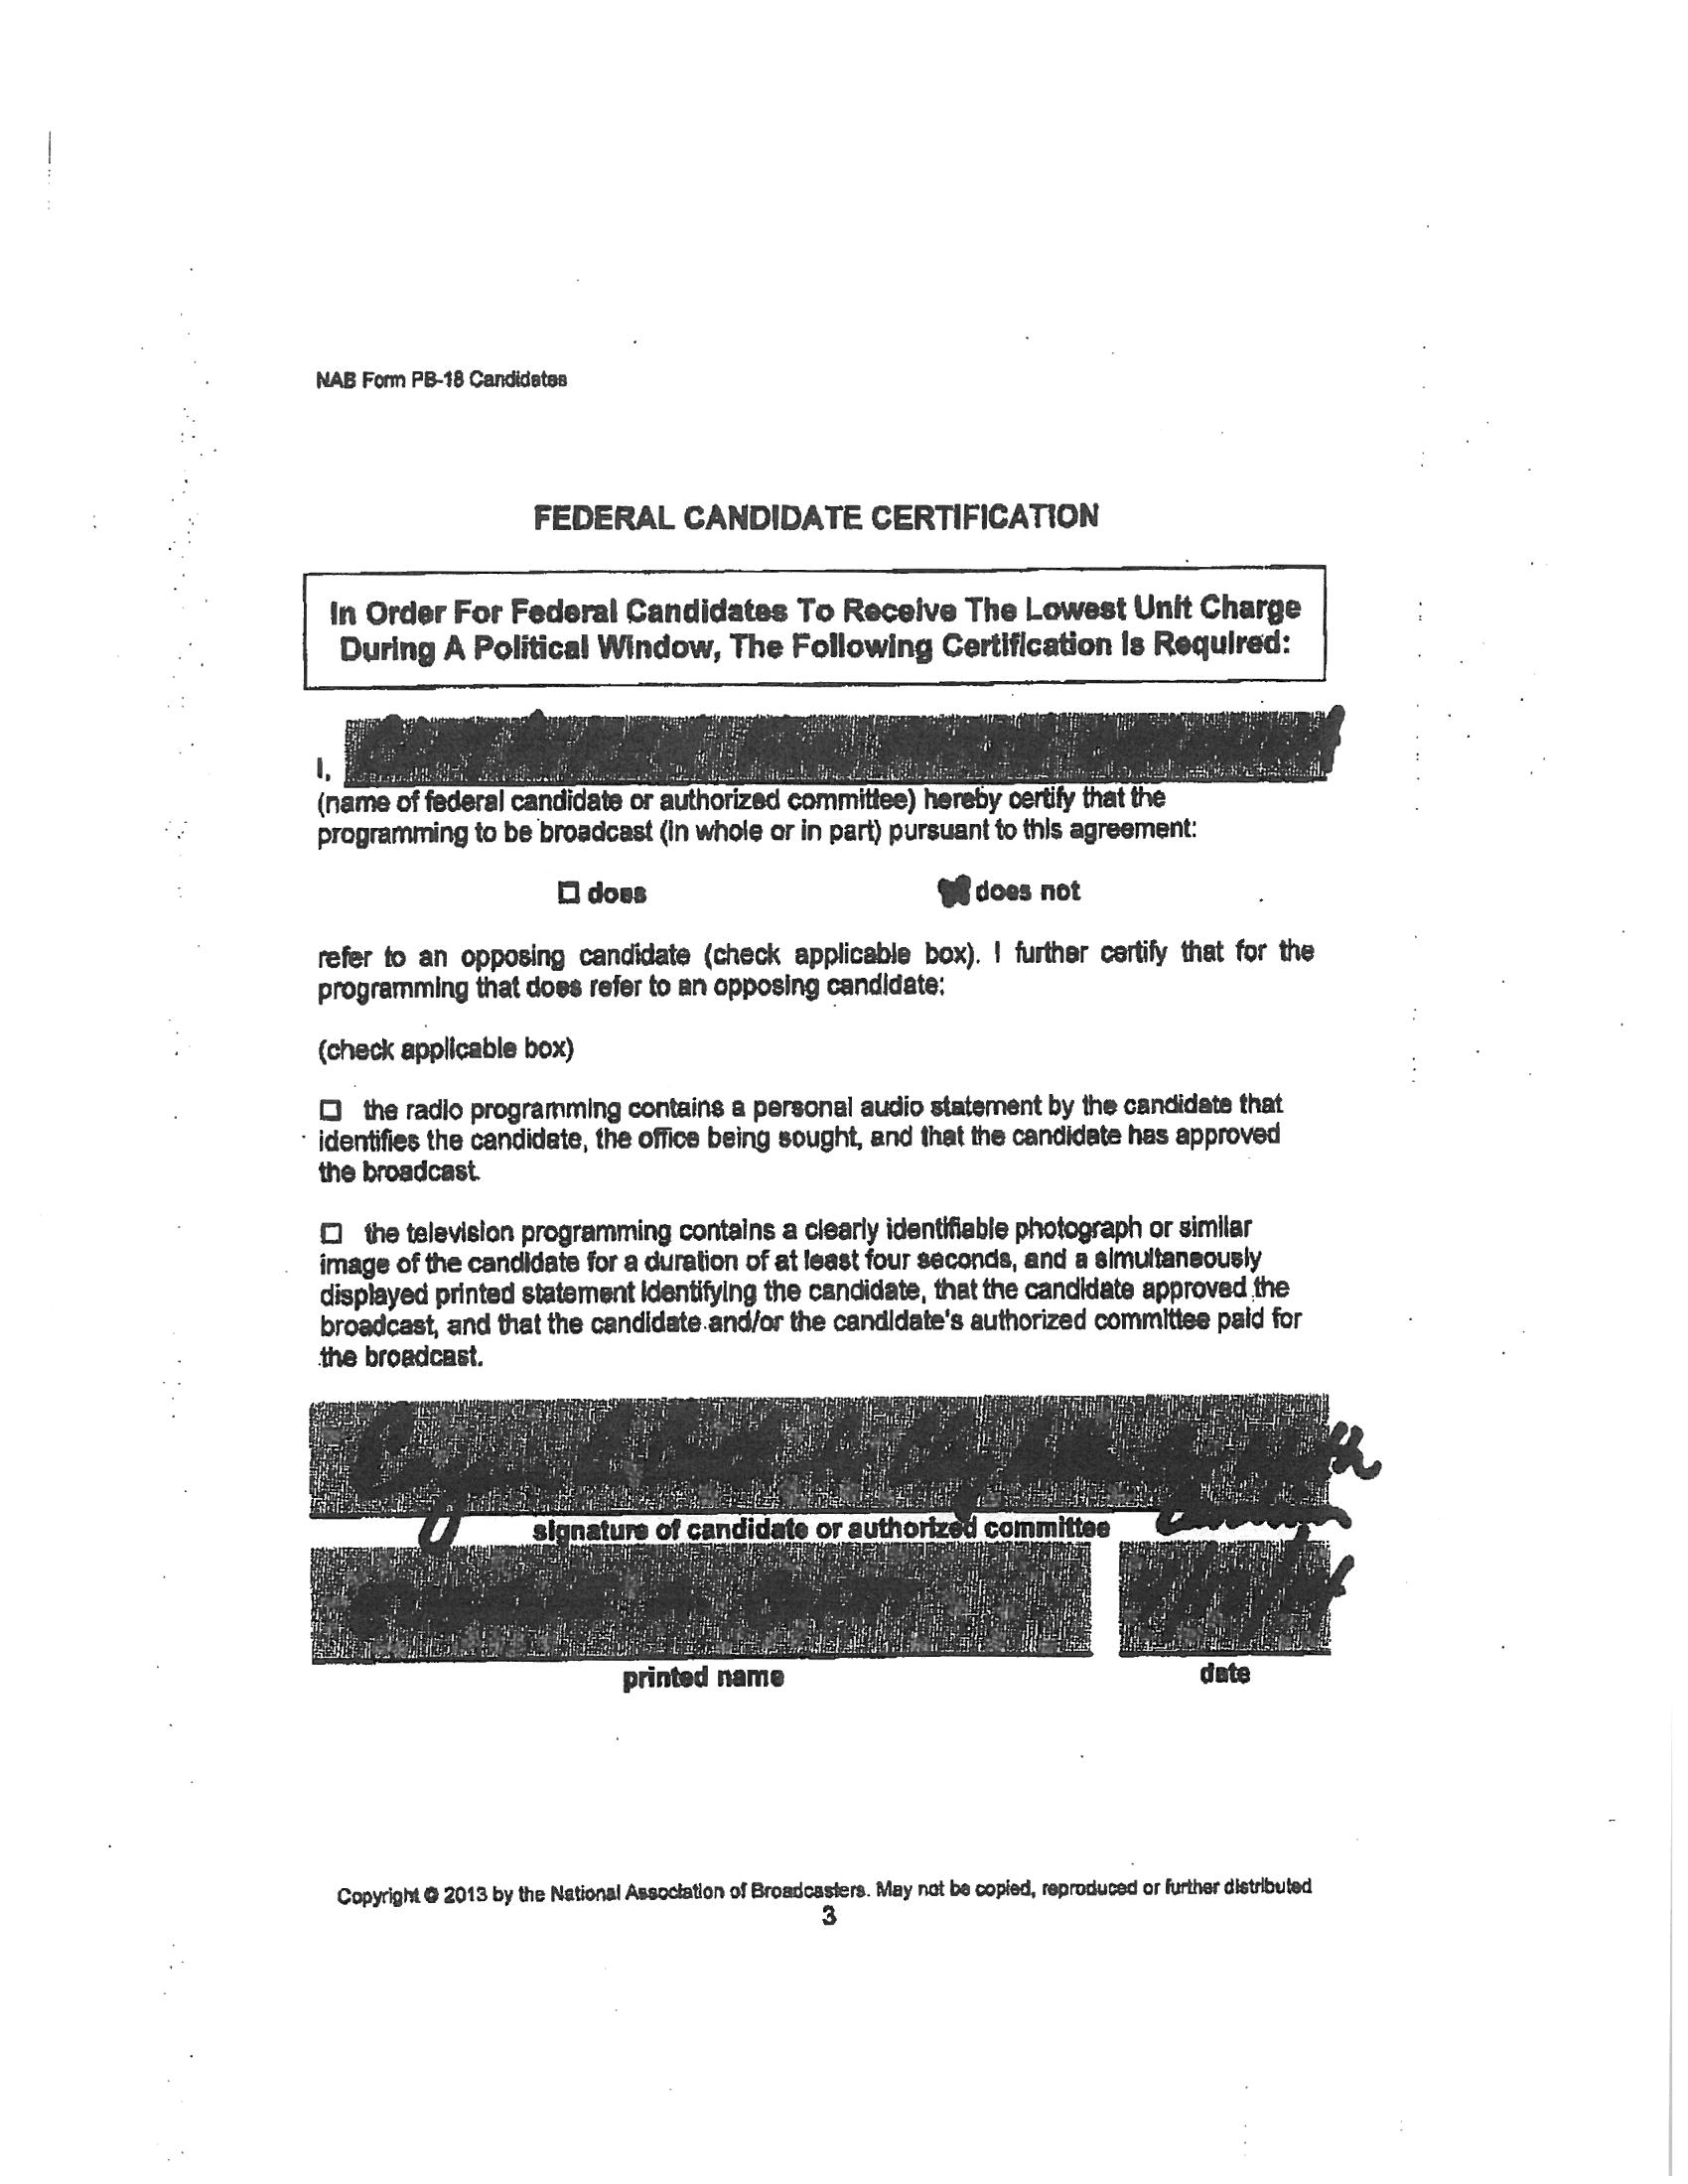 NAB Form PB-18 Candidates
FEDERAL CANDIDATE CERTIFICATION
In Order For Federal Candidates To Receive The Lowest Unit Charge
During A Political Window, The Following Certification Is Required:
I,
(name of federal candidate or authorized committee) hereby certify that the
programming to be broadcast (in whole or in part) pursuant to this agreement:
☐ does does not
refer to an opposing candidate (check applicable box). I further certify that for the
programming that does refer to an opposing candidate:
(check applicable box)
☐ the radio programming contains a personal audio statement by the candidate that
identifies the candidate, the office being sought, and that the candidate has approved
the broadcast.
☐ the television programming contains a clearly identifiable photograph or similar
image of the candidate for a duration of at least four seconds, and a simultaneously
displayed printed statement identifying the candidate, that the candidate approved the
broadcast, and that the candidate and/or the candidate's authorized committee paid for
the broadcast.
signature of candidate or authorized committee
printed name date
Copyright © 2013 by the National Association of Broadcasters. May not be copied, reproduced or further distributed
3